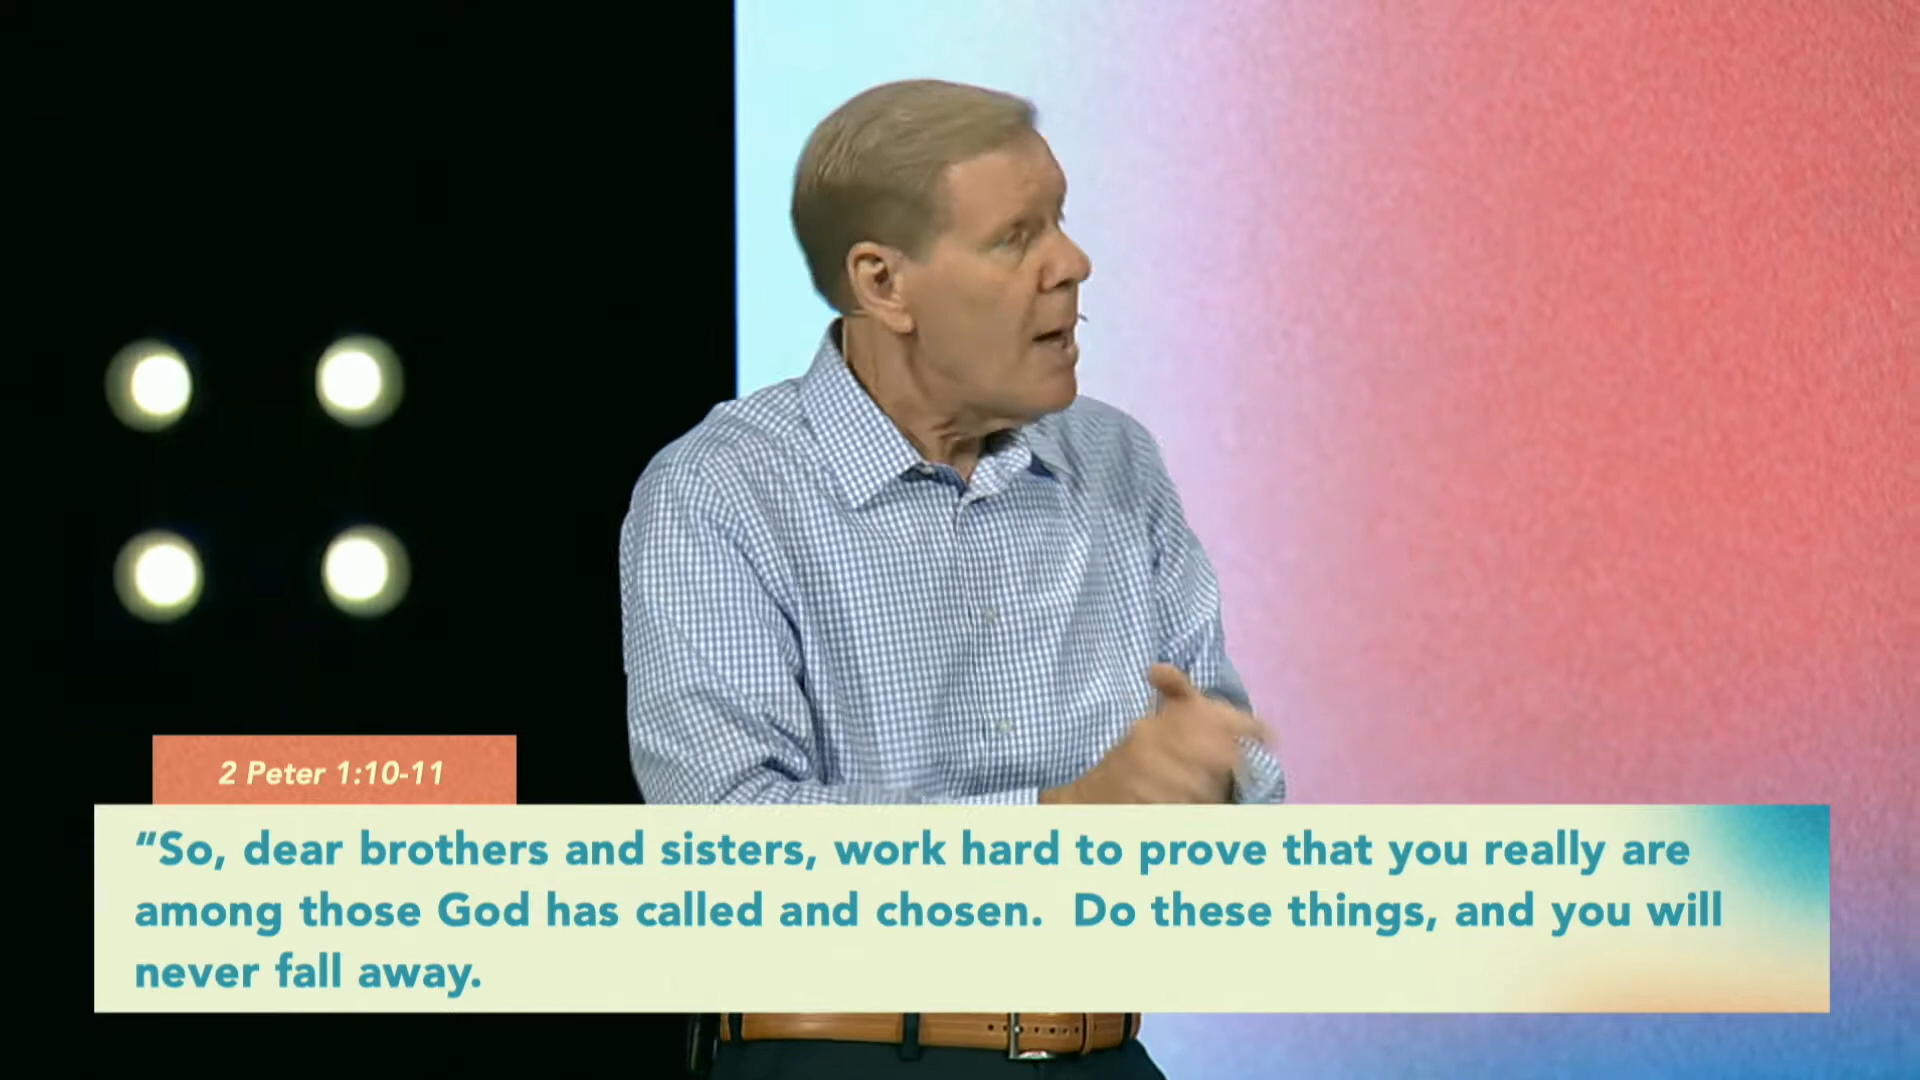 2 Peter 1:10-11
“So, dear brothers and sisters, work hard to prove that you really are
among those God has called and chosen.  Do these things, and you will
never fall away.